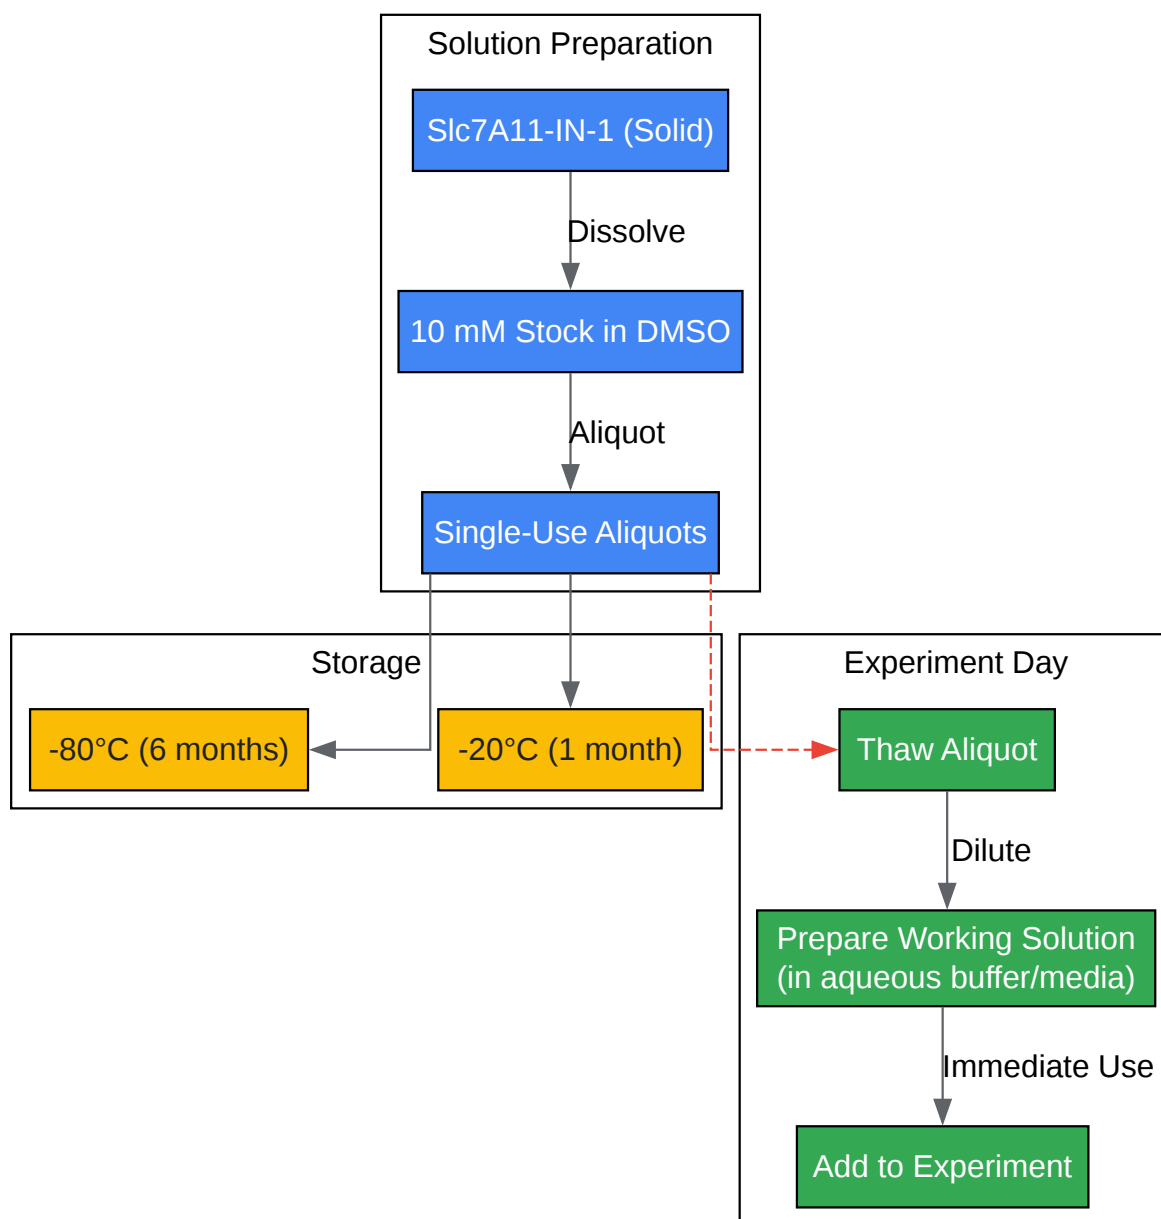 Solution Preparation
Slc7A11-IN-1 (Solid)
Dissolve
10 mM Stock in DMSO
Aliquot
Single-Use Aliquots
Storage
-80°C (6 months)
-20°C (1 month)
Experiment Day
Thaw Aliquot
Dilute
Prepare Working Solution
(in aqueous buffer/media)
Immediate Use
Add to Experiment